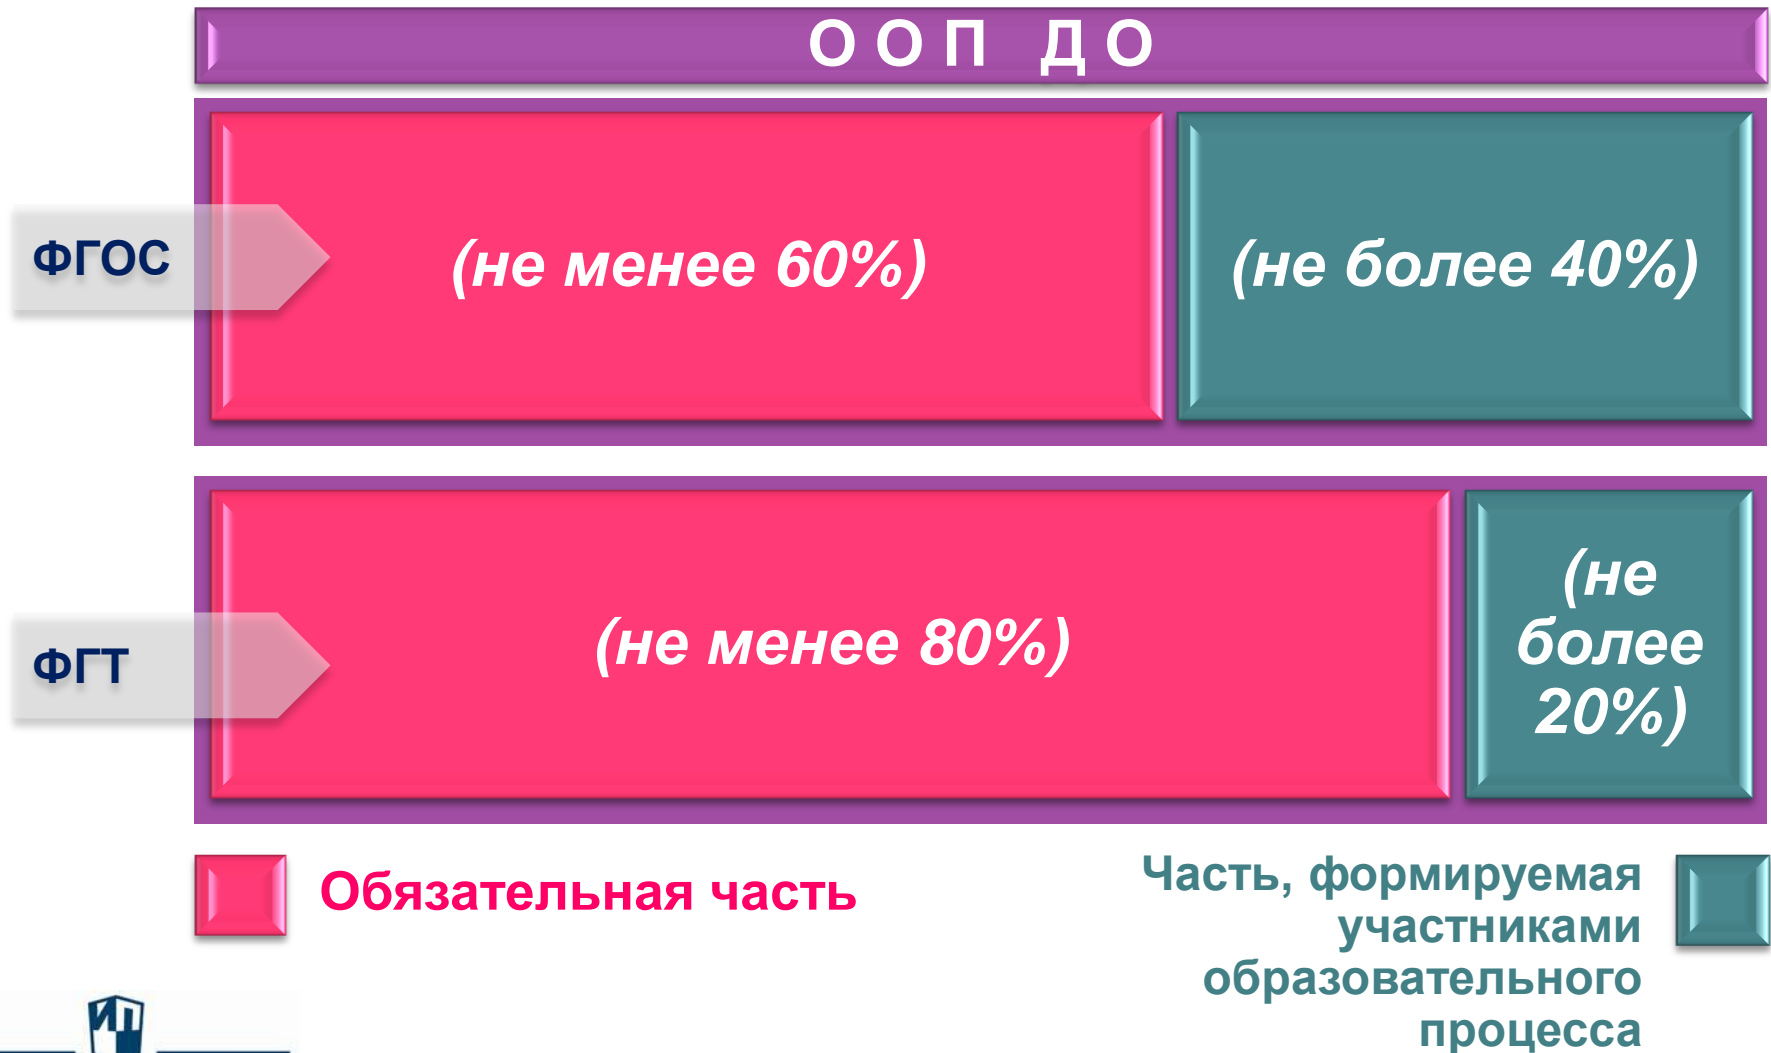 О О П Д О
ФГОС
(не менее 60%)
(не более 40%)
ФГТ
(не менее 80%)
(не
более
20%)
Обязательная часть
Часть, формируемая
участниками
образовательного
процесса
ИП